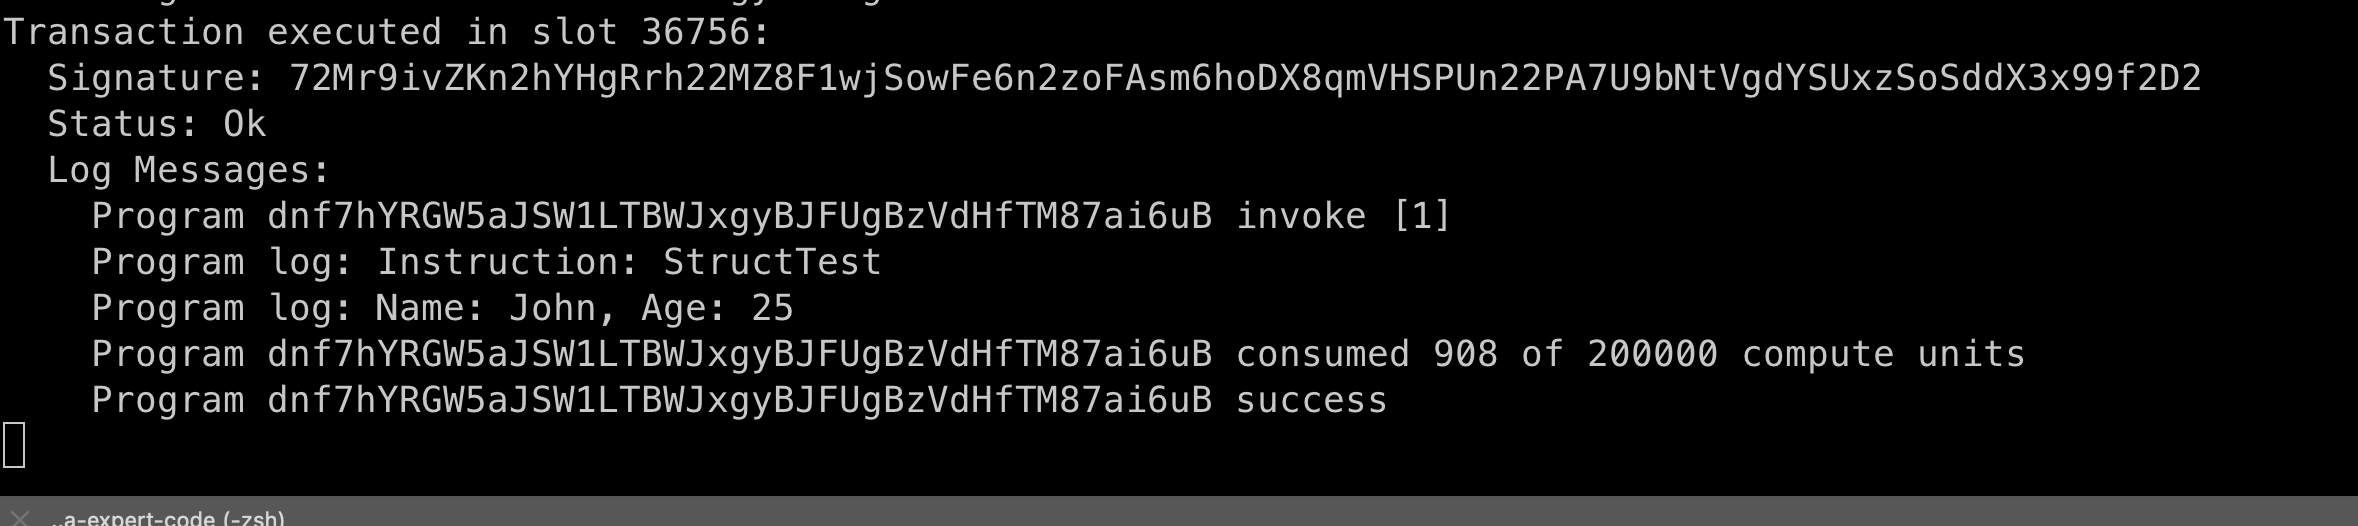 Transaction executed in slot 36756:
Signature: 72Mr9ivZKn2hYHgRrh22MZ8F1wjSowFe6n2zoFAsm6hoDX8qmVHSPUn22PA7U9bNtVgdYSUxzSoSddX3x99f2D2
Status: Ok
Log Messages:
Program dnf7hYRGW5aJSW1LTBWJxgyBJFUgBzVdHfTM87ai6uB invoke [1]
Program log: Instruction: StructTest
Program log: Name: John, Age: 25
Program dnf7hYRGW5aJSW1LTBWJxgyBJFUgBzVdHfTM87ai6uB consumed 908 of 200000 compute units
Program dnf7hYRGW5aJSW1LTBWJxgyBJFUgBzVdHfTM87ai6uB success
..a-expert-code (-zsh)